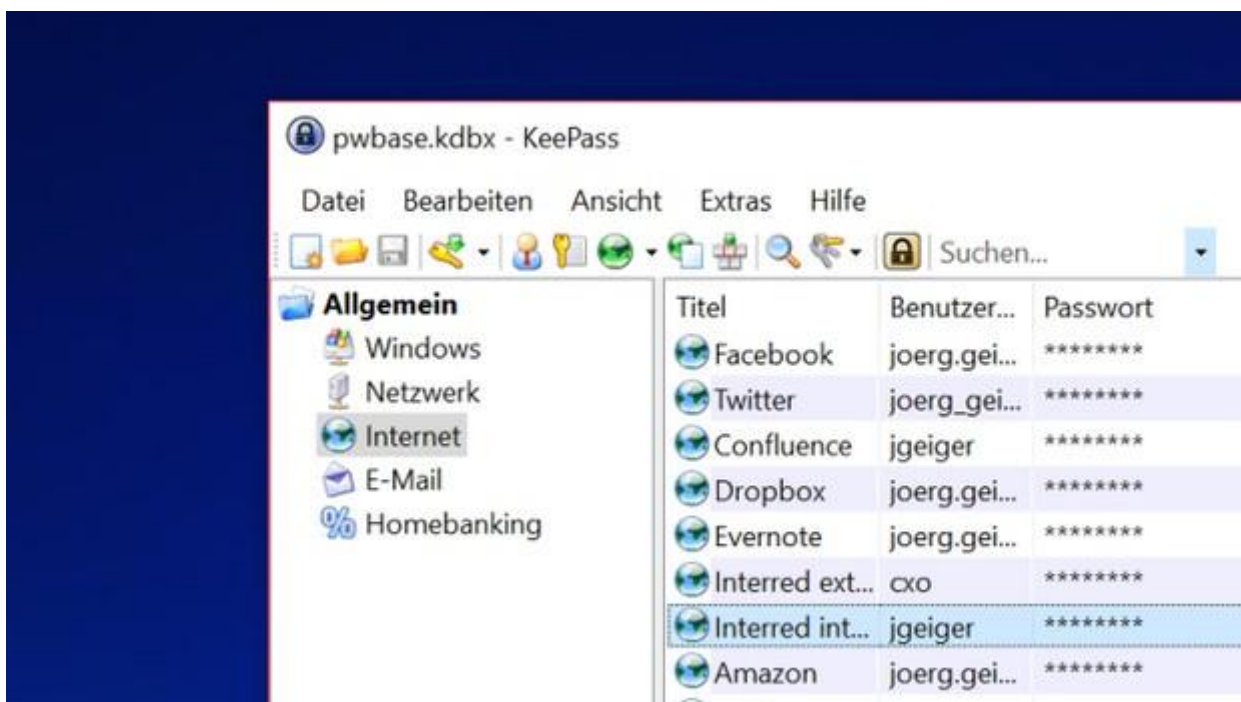 pwbase.kdbx - KeePass
Datei Bearbeiten Ansicht Extras Hilfe
Suchen...
Allgemein
Windows
Netzwerk
Internet
E-Mail
Homebanking
Titel Benutzer... Passwort
Facebook joerg.gei... ********
Twitter joerg_gei... ********
Confluence jgeiger ********
Dropbox joerg.gei... ********
Evernote joerg.gei... ********
Interred ext... cxo ********
Interred int... jgeiger ********
Amazon joerg.gei... ********